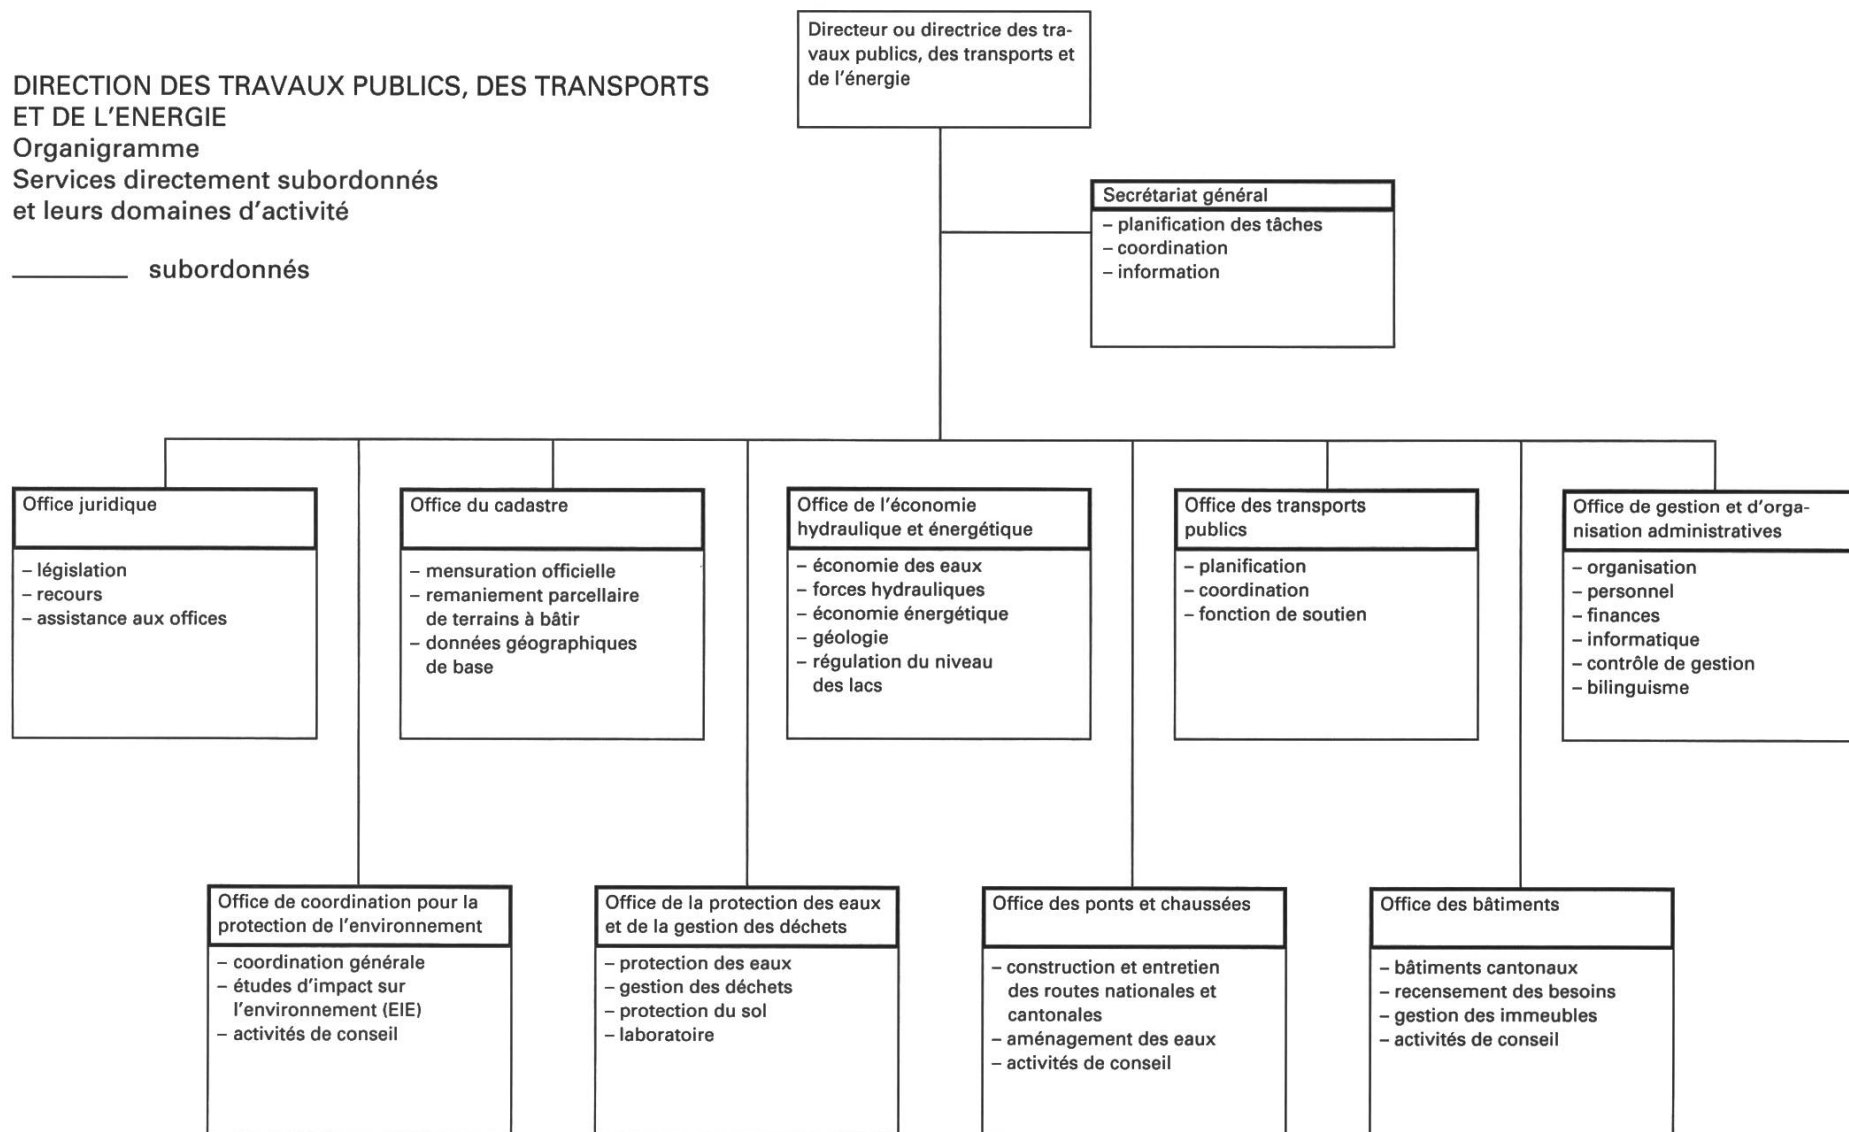 DIRECTION DES TRAVAUX PUBLICS, DES TRANSPORTS
ET DE L'ENERGIE
Organigramme
Services directement subordonnés
et leurs domaines d'activité
subordonnés
Directeur ou directrice des tra-
vaux publics, des transports et
de l'énergie
Secrétariat général
– planification des tâches
– coordination
– information
Office juridique
– législation
– recours
– assistance aux offices
Office du cadastre
– mensuration officielle
– remaniement parcellaire
de terrains à bâtir
– données géographiques
de base
Office de l'économie
hydraulique et énergétique
– économie des eaux
– forces hydrauliques
– économie énergétique
– géologie
– régulation du niveau
des lacs
Office des transports
publics
– planification
– coordination
– fonction de soutien
Office de gestion et d'orga-
nisation administratives
– organisation
– personnel
– finances
– informatique
– contrôle de gestion
– bilinguisme
Office de coordination pour la
protection de l'environnement
– coordination générale
– études d'impact sur
l'environnement (EIE)
– activités de conseil
Office de la protection des eaux
et de la gestion des déchets
– protection des eaux
– gestion des déchets
– protection du sol
– laboratoire
Office des ponts et chaussées
– construction et entretien
des routes nationales et
cantonales
– aménagement des eaux
– activités de conseil
Office des bâtiments
– bâtiments cantonaux
– recensement des besoins
– gestion des immeubles
– activités de conseil